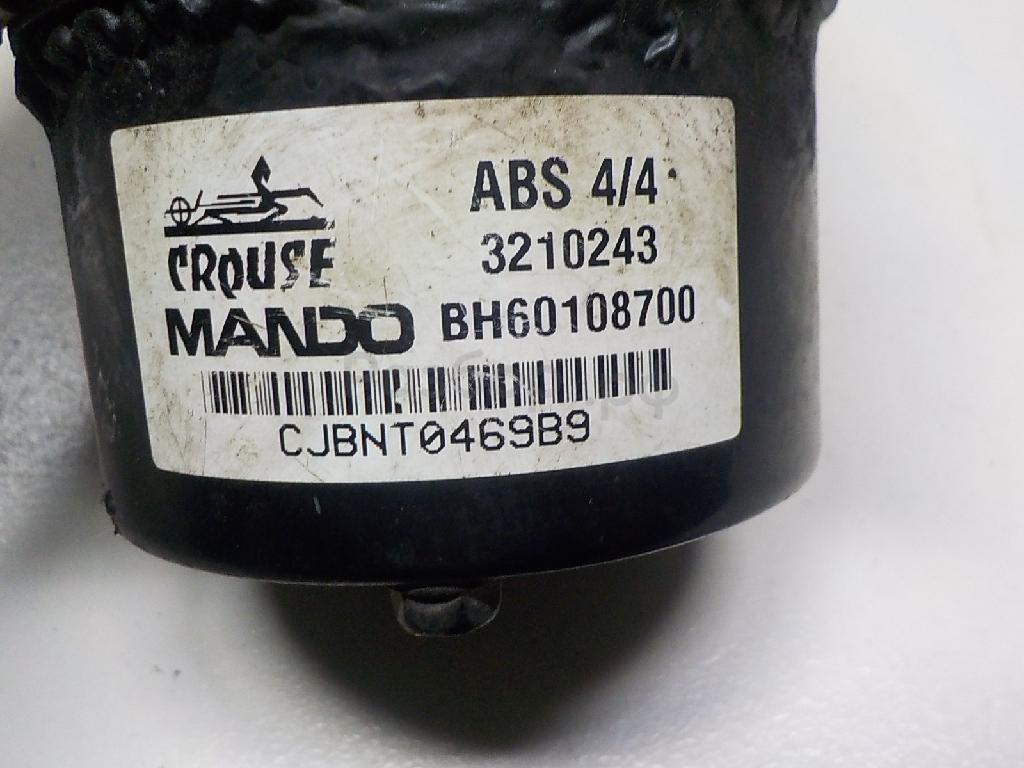 ABS 4/4
3210243
CROUSE
MANDO BH60108700
CJBNT0469B9